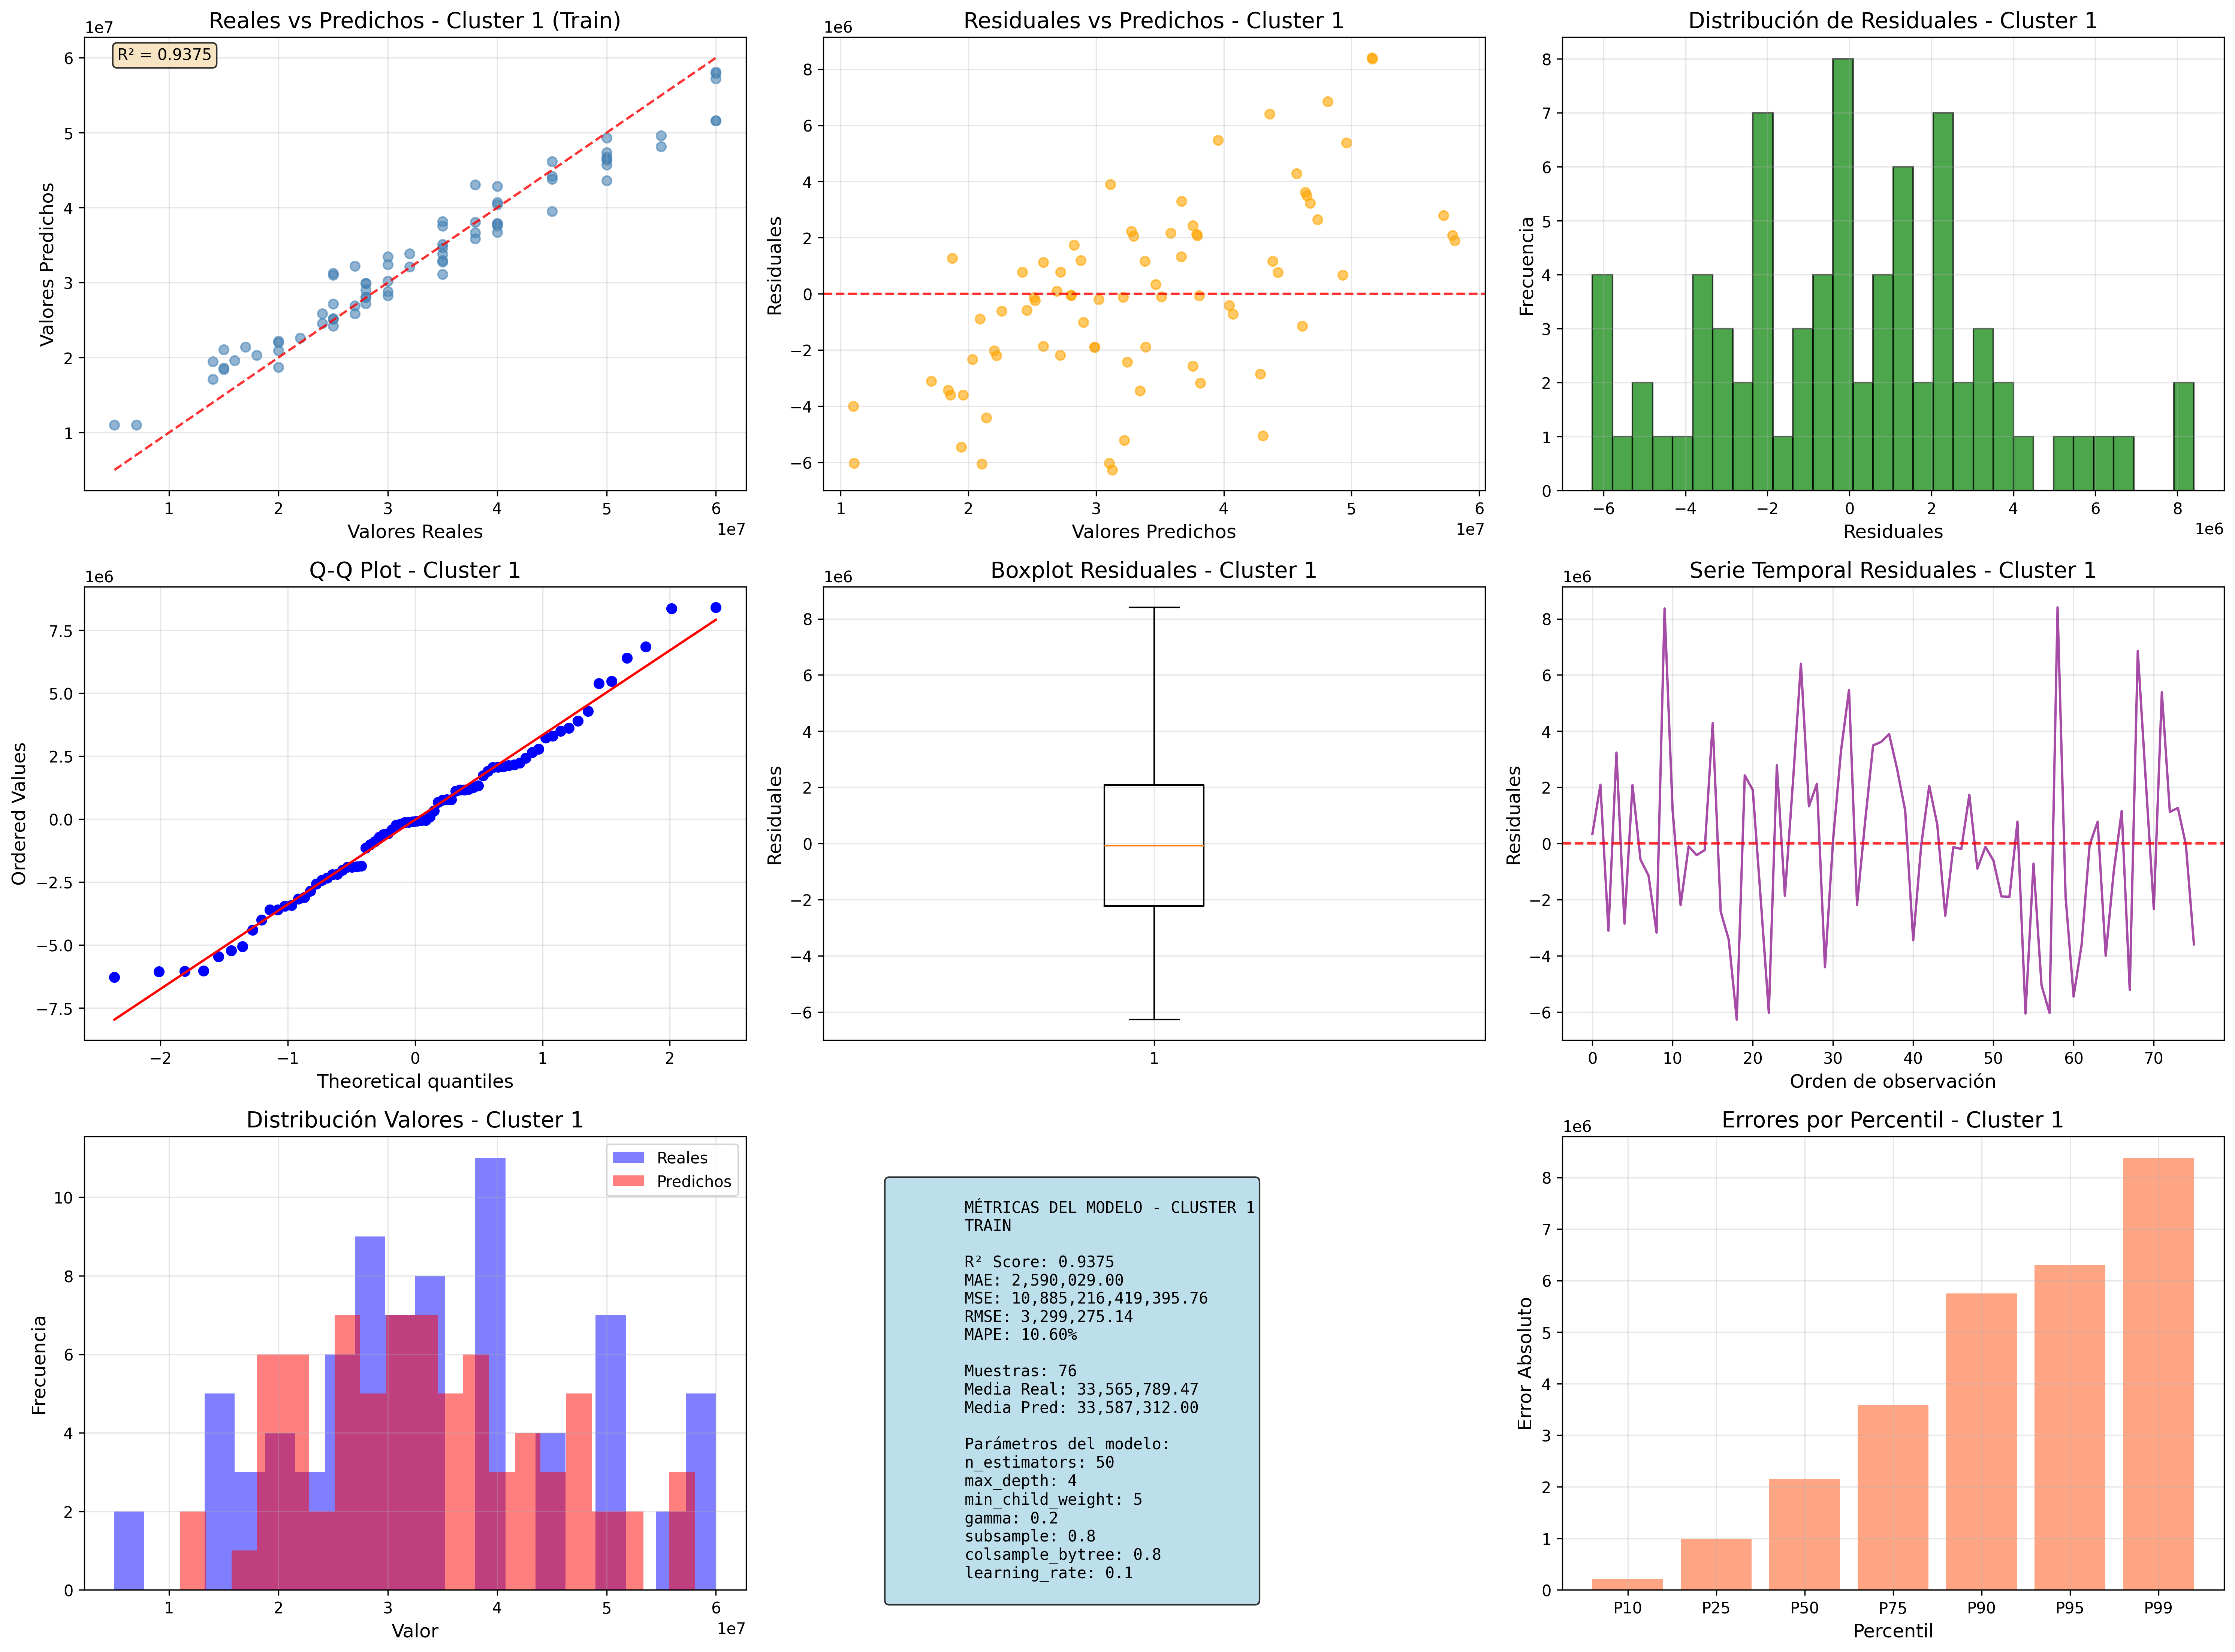 Reales vs Predichos - Cluster 1 (Train)
1e7
R² = 0.9375
6
5
4
3
2
1
Valores Predichos
1 2 3 4 5 6
1e7
Valores Reales
Residuales vs Predichos - Cluster 1
1e6
8
6
4
2
0
−2
−4
−6
Residuales
1 2 3 4 5 6
1e7
Valores Predichos
Distribución de Residuales - Cluster 1
8
7
6
5
4
3
2
1
0
Frecuencia
−6 −4 −2 0 2 4 6 8
1e6
Residuales
Q-Q Plot - Cluster 1
1e6
7.5
5.0
2.5
0.0
−2.5
−5.0
−7.5
Ordered Values
−2 −1 0 1 2
Theoretical quantiles
Boxplot Residuales - Cluster 1
1e6
8
6
4
2
0
−2
−4
−6
Residuales
1
Serie Temporal Residuales - Cluster 1
1e6
8
6
4
2
0
−2
−4
−6
Residuales
0 10 20 30 40 50 60 70
Orden de observación
Distribución Valores - Cluster 1
Reales
Predichos
10
8
6
4
2
0
Frecuencia
1 2 3 4 5 6
1e7
Valor
MÉTRICAS DEL MODELO - CLUSTER 1
TRAIN
R² Score: 0.9375
MAE: 2,590,029.00
MSE: 10,885,216,419,395.76
RMSE: 3,299,275.14
MAPE: 10.60%
Muestras: 76
Media Real: 33,565,789.47
Media Pred: 33,587,312.00
Parámetros del modelo:
n_estimators: 50
max_depth: 4
min_child_weight: 5
gamma: 0.2
subsample: 0.8
colsample_bytree: 0.8
learning_rate: 0.1
Errores por Percentil - Cluster 1
1e6
8
7
6
5
4
3
2
1
0
Error Absoluto
P10 P25 P50 P75 P90 P95 P99
Percentil